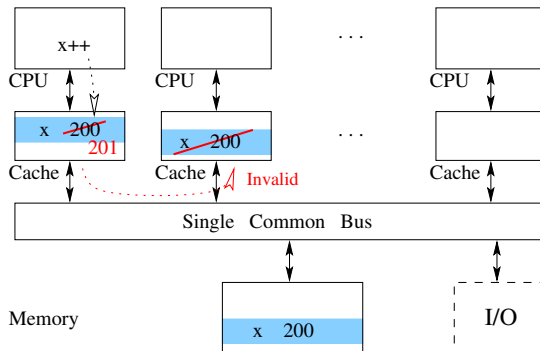 x++
. . .
CPU CPU CPU
x 200 x 200 . . .
201
Cache Cache Invalid Cache
Single Common Bus
Memory x 200 I/O